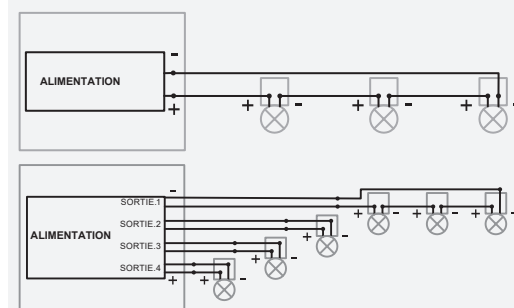 -
ALIMENTATION
+
+ - + - + -
-
SORTIE.1
SORTIE.2
ALIMENTATION
SORTIE.3
SORTIE.4
+
+ - + - + -
+ -
+ -
+ -